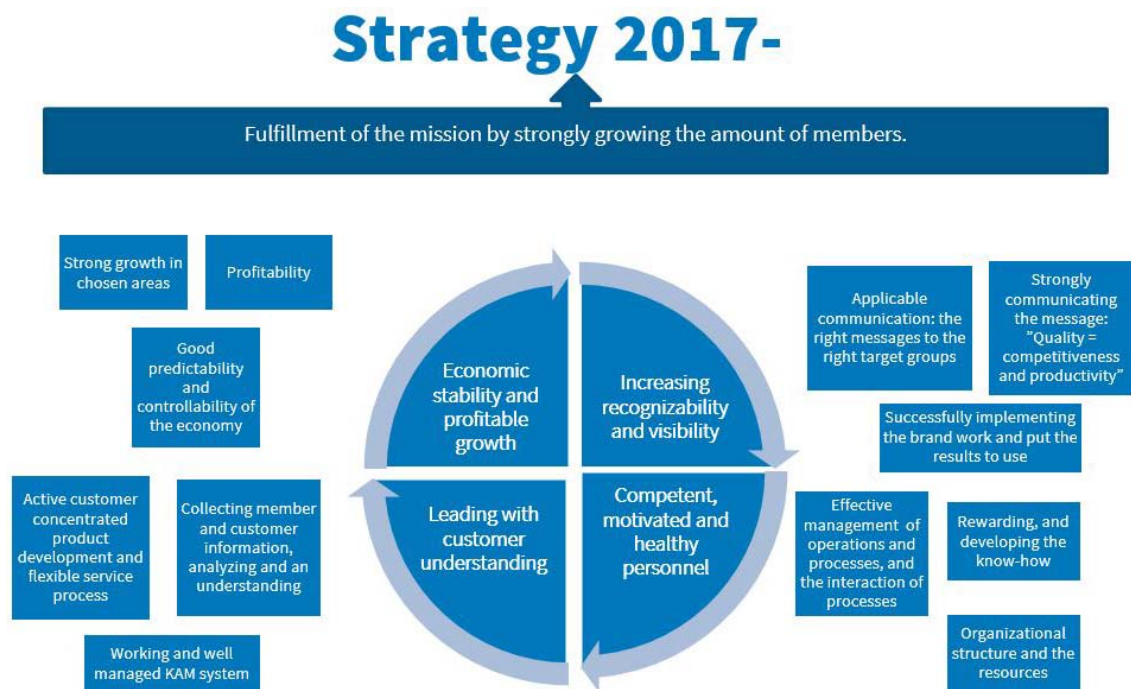 Strategy 2017-
Fulfillment of the mission by strongly growing the amount of members.
Strong growth in
chosen areas
Profitability
Good
predictability
and
controllability of
the economy
Active customer
concentrated
product
development and
flexible service
process
Collecting member
and customer
information,
analyzing and an
understanding
Working and well
managed KAM system
Economic
stability and
profitable
growth
Increasing
recognizability
and visibility
Leading with
customer
understanding
Competent,
motivated and
healthy
personnel
Applicable
communication: the
right messages to
the right target
groups
Strongly
communicating
the message:
”Quality =
competitiveness
and productivity”
Successfully implementing
the brand work and put the
results to use
Effective
management of
operations and
processes, and
the interaction of
processes
Rewarding, and
developing the
know-how
Organizational
structure and the
resources